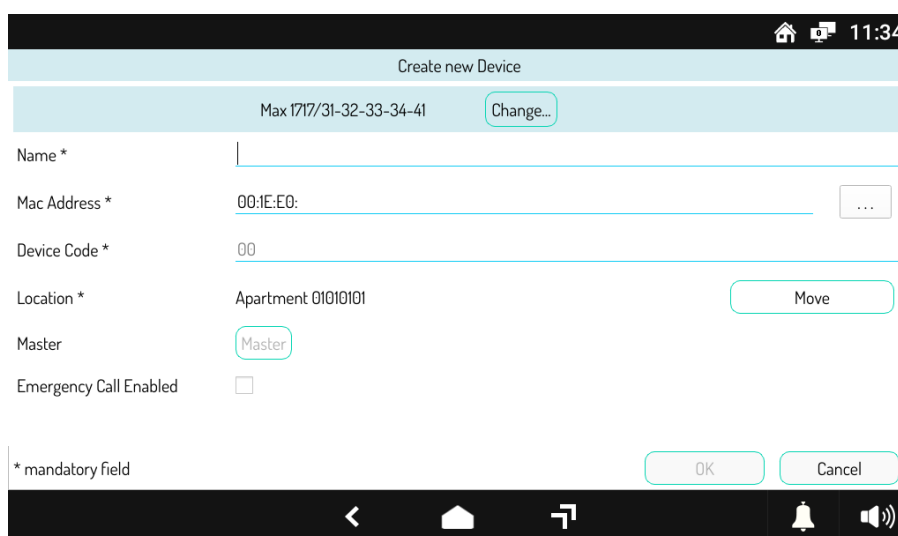 11:34
Create new Device
Max 1717/31-32-33-34-41 Change...
Name *
Mac Address * 00:1E:E0: ...
Device Code * 00
Location * Apartment 01010101 Move
Master Master
Emergency Call Enabled
* mandatory field OK Cancel